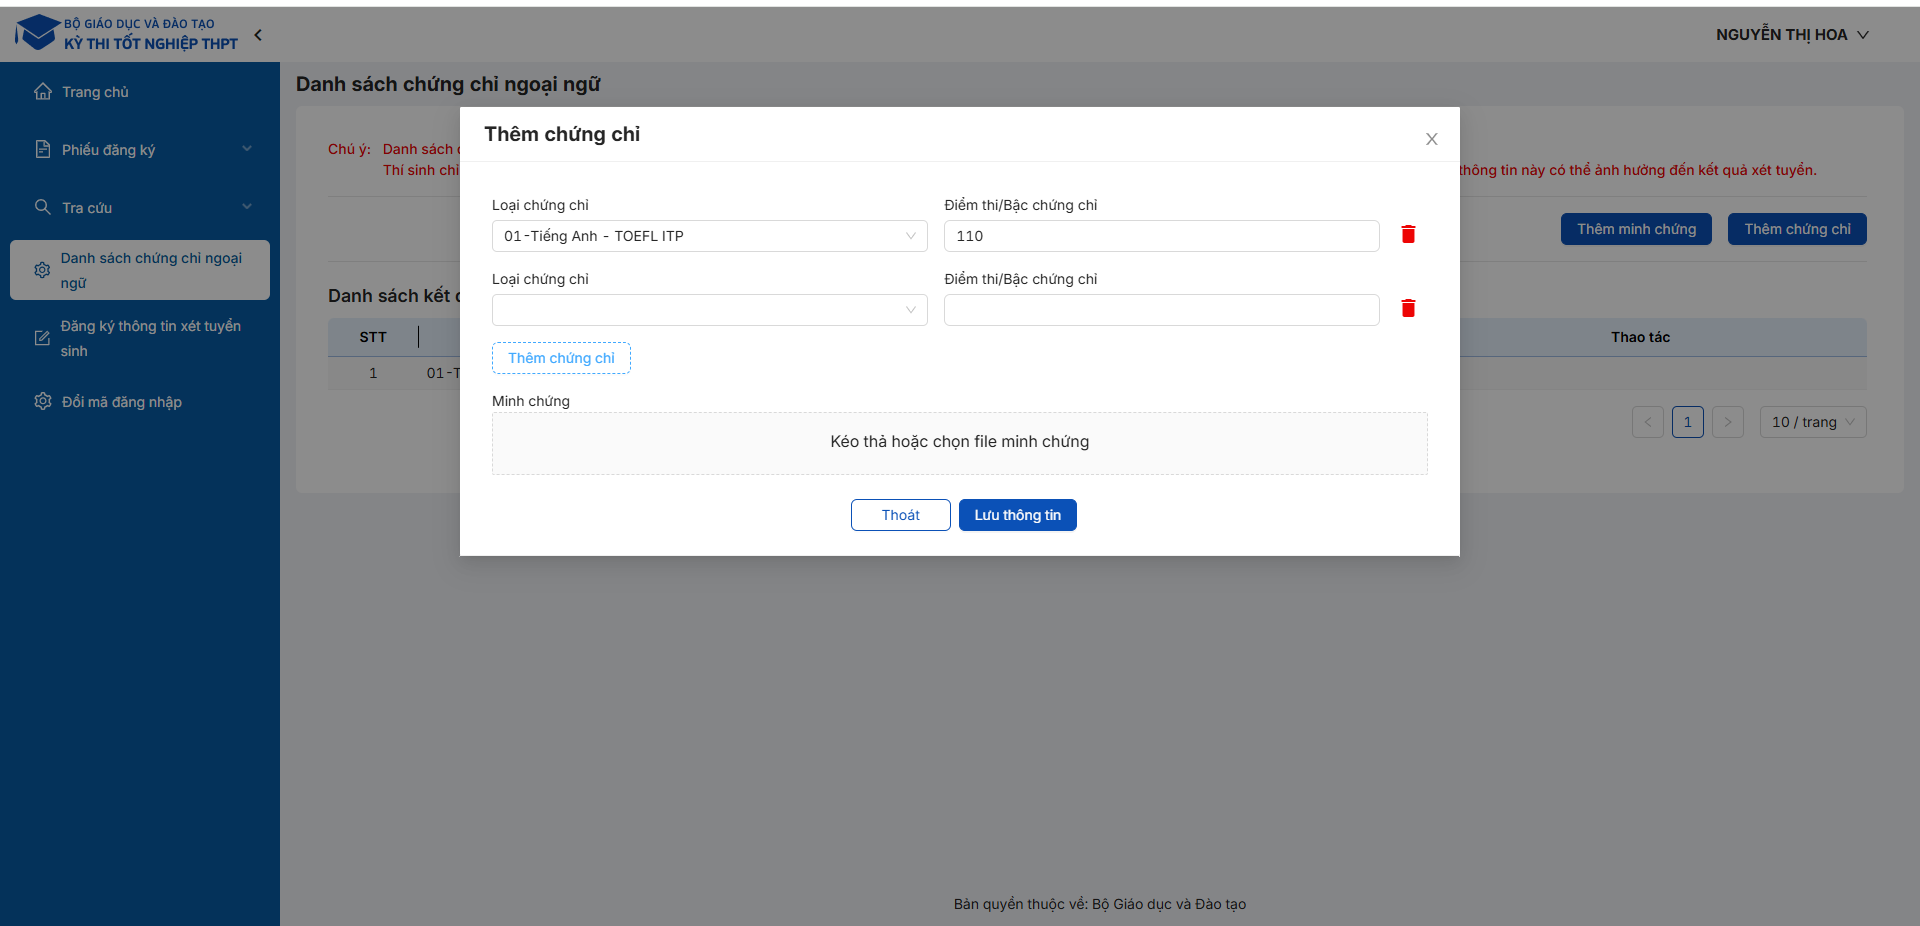 BỘ GIÁO DỤC VÀ ĐÀO TẠO
KỲ THI TỐT NGHIỆP THPT
NGUYỄN THỊ HOA
Trang chủ
Phiếu đăng ký
Tra cứu
Danh sách chứng chỉ ngoại
ngữ
Đăng ký thông tin xét tuyển
sinh
Đổi mã đăng nhập
Danh sách chứng chỉ ngoại ngữ
Chú ý: Danh sách
Thí sinh chỉ
thông tin này có thể ảnh hưởng đến kết quả xét tuyển.
Thêm minh chứng
Thêm chứng chỉ
Danh sách kết
STT
Thao tác
1
01-T
1
10 / trang
Thêm chứng chỉ
Loại chứng chỉ
Điểm thi/Bậc chứng chỉ
01-Tiếng Anh - TOEFL ITP
110
Loại chứng chỉ
Điểm thi/Bậc chứng chỉ
Thêm chứng chỉ
Minh chứng
Kéo thả hoặc chọn file minh chứng
Thoát
Lưu thông tin
Bản quyền thuộc về: Bộ Giáo dục và Đào tạo